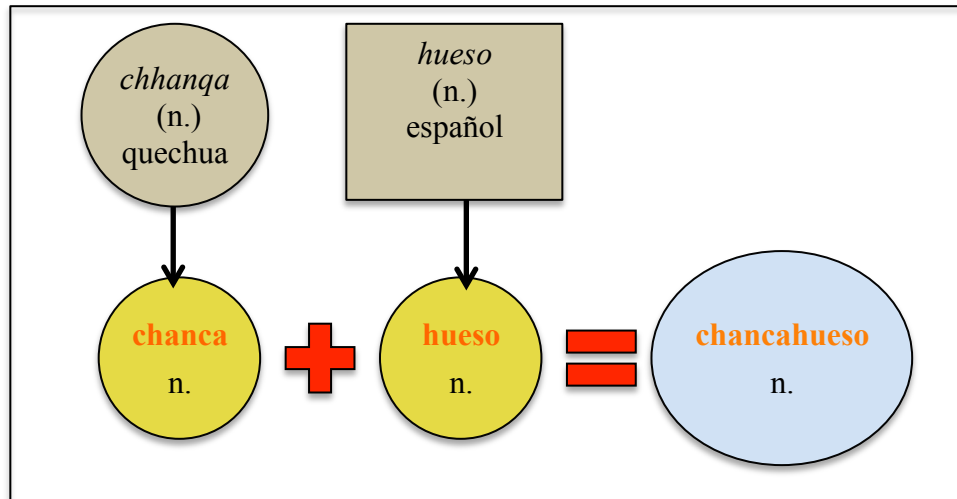 chhanqa
(n.)
quechua
hueso
(n.)
español
chanca
n.
hueso
n.
chancahueso
n.